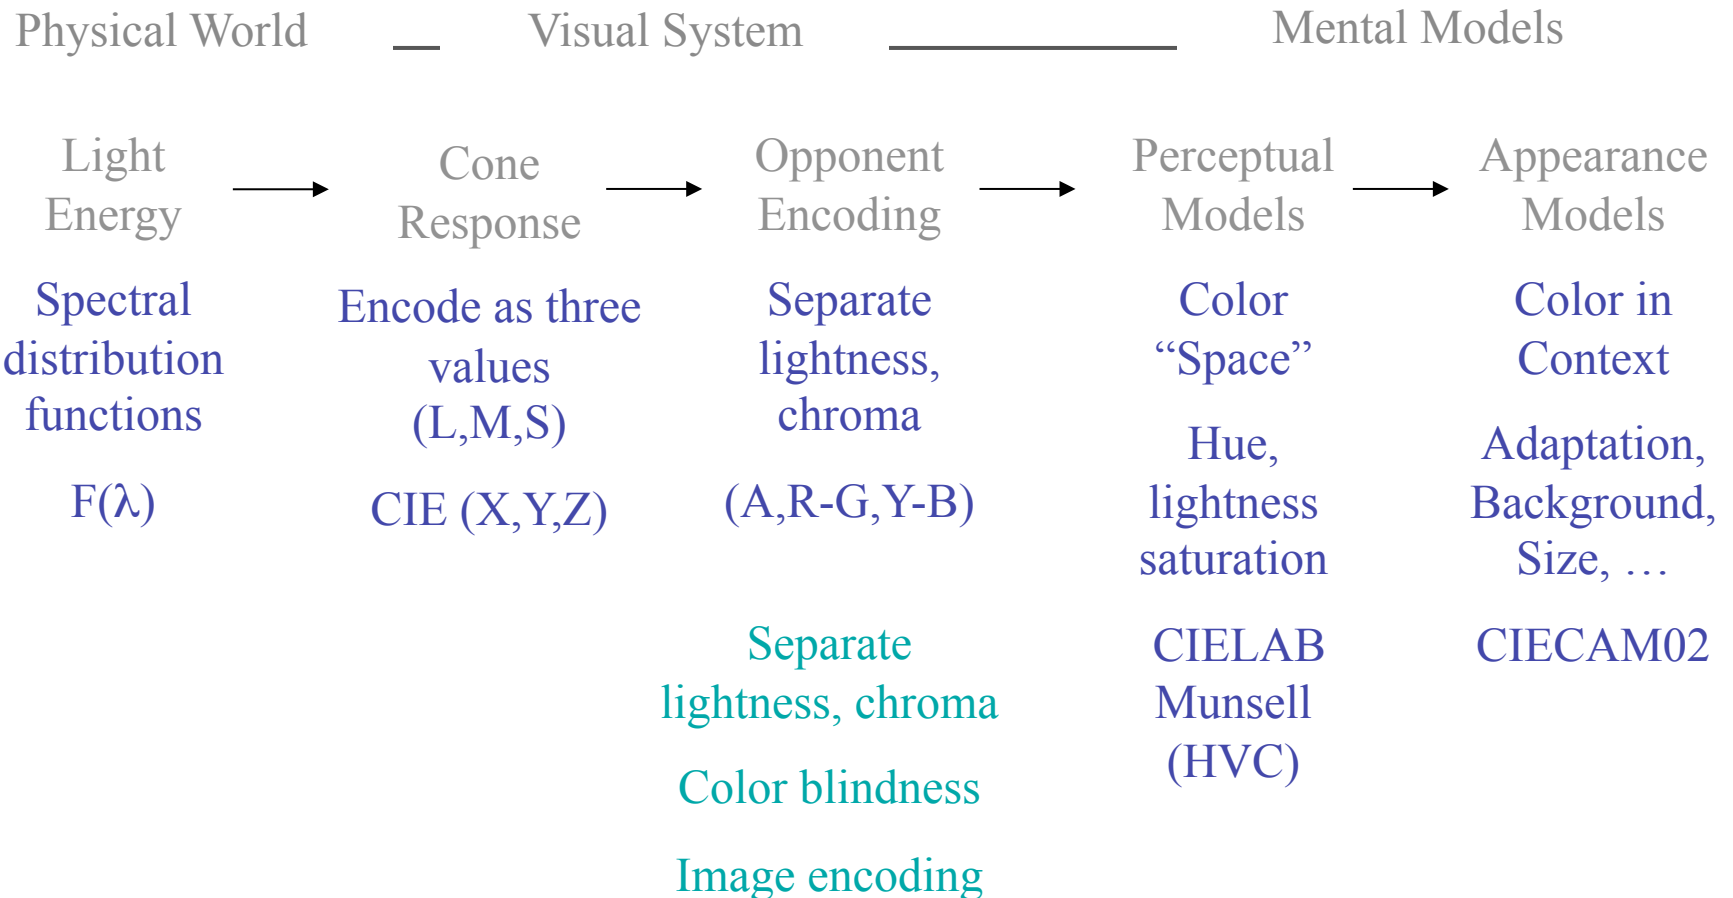 Physical World
Visual System
Mental Models
Light
Energy
Cone
Response
Opponent
Encoding
Perceptual
Models
Appearance
Models
Spectral
distribution
functions
F(λ)
Encode as three
values
(L,M,S)
CIE (X,Y,Z)
Separate
lightness,
chroma
(A,R-G,Y-B)
Separate
lightness, chroma
Color blindness
Image encoding
Color
“Space”
Hue,
lightness
saturation
CIELAB
Munsell
(HVC)
Color in
Context
Adaptation,
Background,
Size, …
CIECAM02